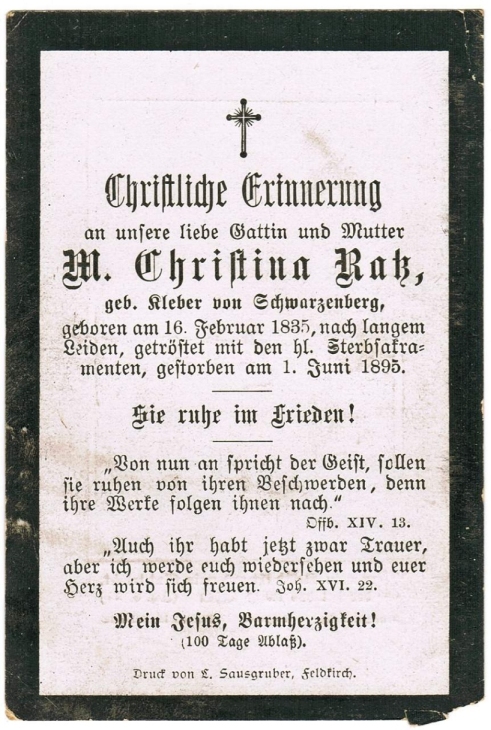 Christliche Erinnerung
an unsere liebe Gattin und Mutter
M. Christina Ratz,
geb. Kleber von Schwarzenberg,
geboren am 16. Februar 1835, nach langem
Leiden, getröstet mit den hl. Sterbsakra-
menten, gestorben am 1. Juni 1895.
Sie ruhe im Frieden!
„Von nun an spricht der Geist, sollen
sie ruhen von ihren Beschwerden, denn
ihre Werke folgen ihnen nach.“
Offb. XIV. 13.
„Auch ihr habt jetzt zwar Trauer,
aber ich werde euch wiedersehen und euer
Herz wird sich freuen. Joh. XVI. 22.
Mein Jesus, Barmherzigkeit!
(100 Tage Ablaß).
Druck von L. Sausgruber, Feldkirch.